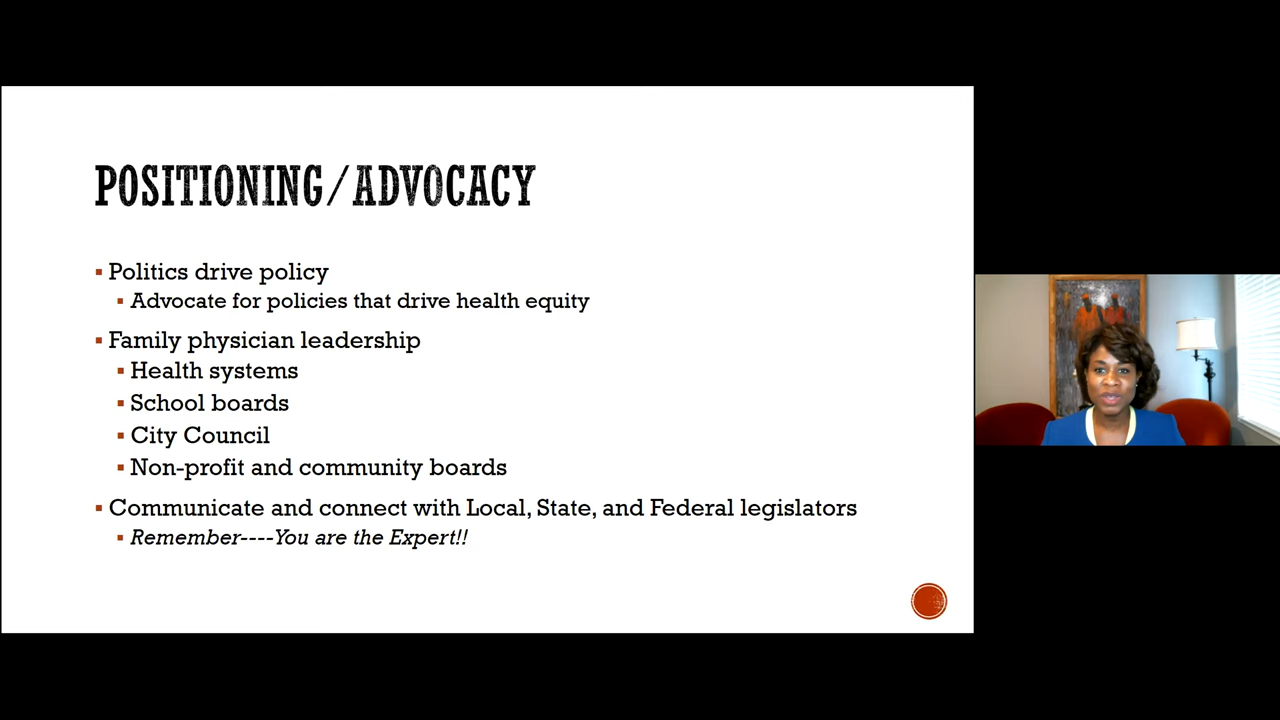 POSITIONING/ADVOCACY
Politics drive policy
Advocate for policies that drive health equity
Family physician leadership
Health systems
School boards
City Council
Non-profit and community boards
Communicate and connect with Local, State, and Federal legislators
Remember----You are the Expert!!